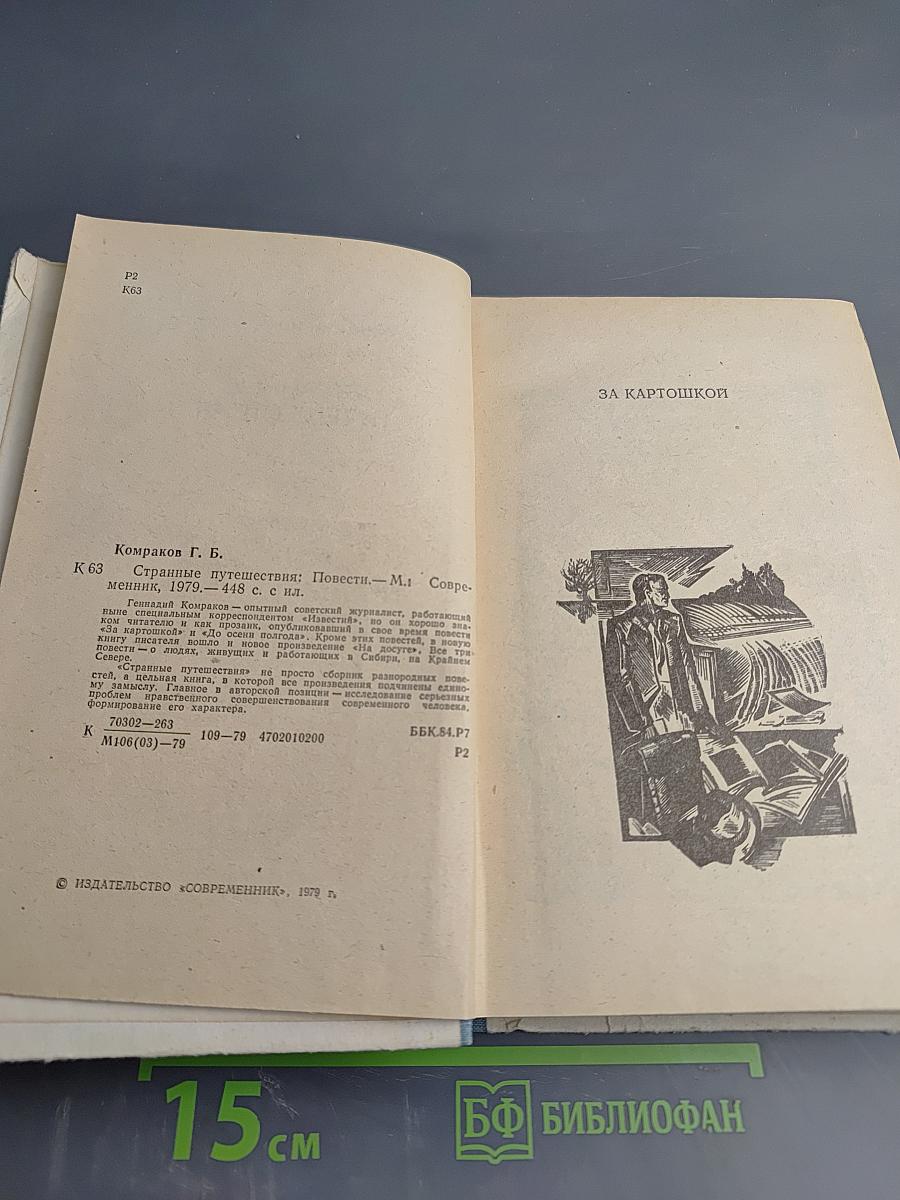 Р2
К63
Комраков Г. Б.
К 63 Странные путешествия: Повести.— М.: Совре-
менник, 1979.— 448 с. с ил.
Геннадий Комраков — опытный советский журналист, работающий
ныне специальным корреспондентом «Известий», но он хорошо зна-
ком читателю и как прозаик, опубликовавший в свое время повести
«За картошкой» и «До осени полгода». Кроме этих повестей, в новую
книгу писателя вошло и новое произведение «На досуге». Все три
повести — о людях, живущих и работающих в Сибири, на Крайнем
Севере.
«Странные путешествия» не просто сборник разнородных пове-
стей, а цельная книга, в которой все произведения подчинены едино-
му замыслу. Главное в авторской позиции — исследование серьезных
проблем нравственного совершенствования современного человека,
формирование его характера.
К 70302—263
М106(03)—79 109—79 4702010200 ББК.84.Р7
Р2
© ИЗДАТЕЛЬСТВО «СОВРЕМЕННИК», 1979 г.
ЗА КАРТОШКОЙ
15 см
БФ БИБЛИОФАН